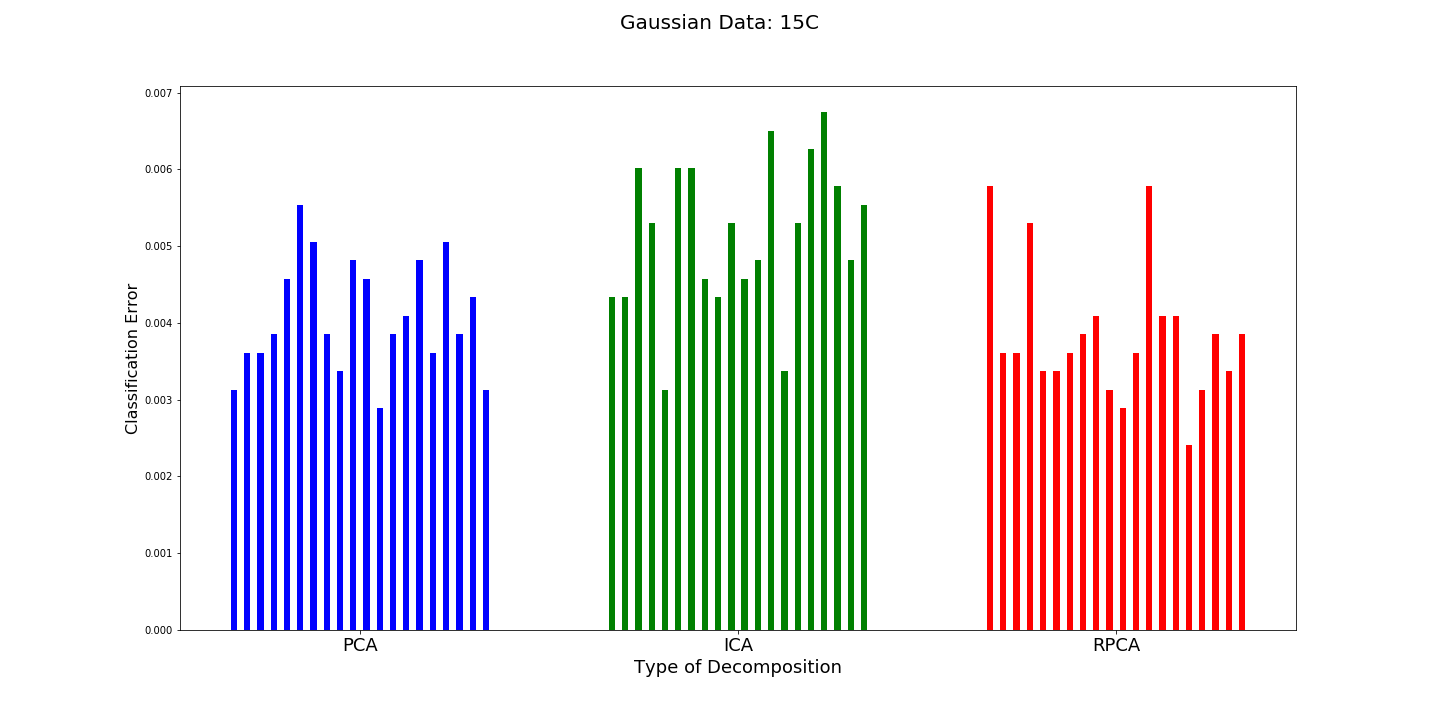 Gaussian Data: 15C
0.007
0.006
0.005
0.004
0.003
0.002
0.001
0.000
Classification Error
PCA
ICA
RPCA
Type of Decomposition